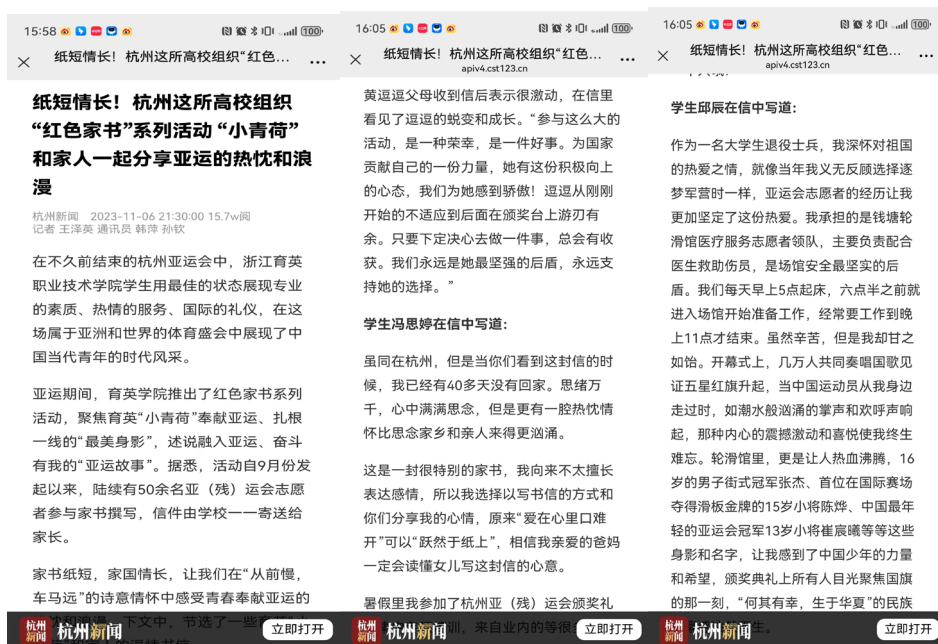 15:58
100
纸短情长！杭州这所高校组织“红色...
纸短情长！杭州这所高校组织
“红色家书”系列活动 “小青荷”
和家人一起分享亚运的热忱和浪
漫
杭州新闻 2023-11-06 21:30:00 15.7w阅
记者 王泽英 通讯员 韩萍 孙钦
在不久前结束的杭州亚运会中，浙江育英
职业技术学院学生用最佳的状态展现专业
的素质、热情的服务、国际的礼仪，在这
场属于亚洲和世界的体育盛会中展现了中
国当代青年的时代风采。
亚运期间，育英学院推出了红色家书系列
活动，聚焦育英“小青荷”奉献亚运、扎根
一线的“最美身影”，述说融入亚运、奋斗
有我的“亚运故事”。据悉，活动自9月份发
起以来，陆续有50余名亚（残）运会志愿
者参与家书撰写，信件由学校一一寄送给
家长。
家书纸短，家国情长，让我们在“从前慢，
车马远”的诗意情怀中感受青春奉献亚运的
杭州新闻
杭州新闻
立即打开
16:05
100
纸短情长！杭州这所高校组织“红色...
apiv4.cst123.cn
黄逗逗父母收到信后表示很激动，在信里
看见了逗逗的蜕变和成长。“参与这么大的
活动，是一种荣幸，是一件好事。为国家
贡献自己的一份力量，她有这份积极向上
的心态，我们为她感到骄傲！逗逗从刚刚
开始的不适应到后面在颁奖台上游刃有
余。只要下定决心去做一件事，总会有收
获。我们永远是她最坚强的后盾，永远支
持她的选择。”
学生冯思婷在信中写道：
虽同在杭州，但是当你们看到这封信的时
候，我已经有40多天没有回家。思绪万
千，心中满满思念，但是更有一腔热忱情
怀比思念家乡和亲人来得更汹涌。
这是一封很特别的家书，我向来不太擅长
表达感情，所以我选择以写书信的方式和
你们分享我的心情，原来“爱在心里口难
开”可以“跃然于纸上”，相信我亲爱的爸妈
一定会读懂女儿写这封信的心意。
暑假里我参加了杭州亚（残）运会颁奖礼
杭州新闻
杭州新闻
立即打开
16:05
100
纸短情长！杭州这所高校组织“红色...
apiv4.cst123.cn
学生邱辰在信中写道：
作为一名大学生退役士兵，我深怀对祖国
的热爱之情，就像当年我义无反顾选择逐
梦军营时一样，亚运会志愿者的经历让我
更加坚定了这份热爱。我承担的是钱塘轮
滑馆医疗服务志愿者领队，主要负责配合
医生救助伤员，是场馆安全最坚实的后
盾。我们每天早上5点起床，六点半之前就
进入场馆开始准备工作，经常要工作到晚
上11点才结束。虽然辛苦，但是我却甘之
如饴。开幕式上，几万人共同奏唱国歌见
证五星红旗升起，当中国运动员从我身边
走过时，如潮水般汹涌的掌声和欢呼声响
起，那种内心的震撼激动和喜悦使我终生
难忘。轮滑馆里，更是让人热血沸腾，16
岁的男子街式冠军张杰、首位在国际赛场
夺得滑板金牌的15岁小将陈烨、中国最年
轻的亚运会冠军13岁小将崔宸曦等等这些
身影和名字，让我感到了中国少年的力量
和希望，颁奖典礼上所有人目光聚焦国旗
的那一刻，“何其有幸，生于华夏”的民族
杭州新闻
杭州新闻
立即打开